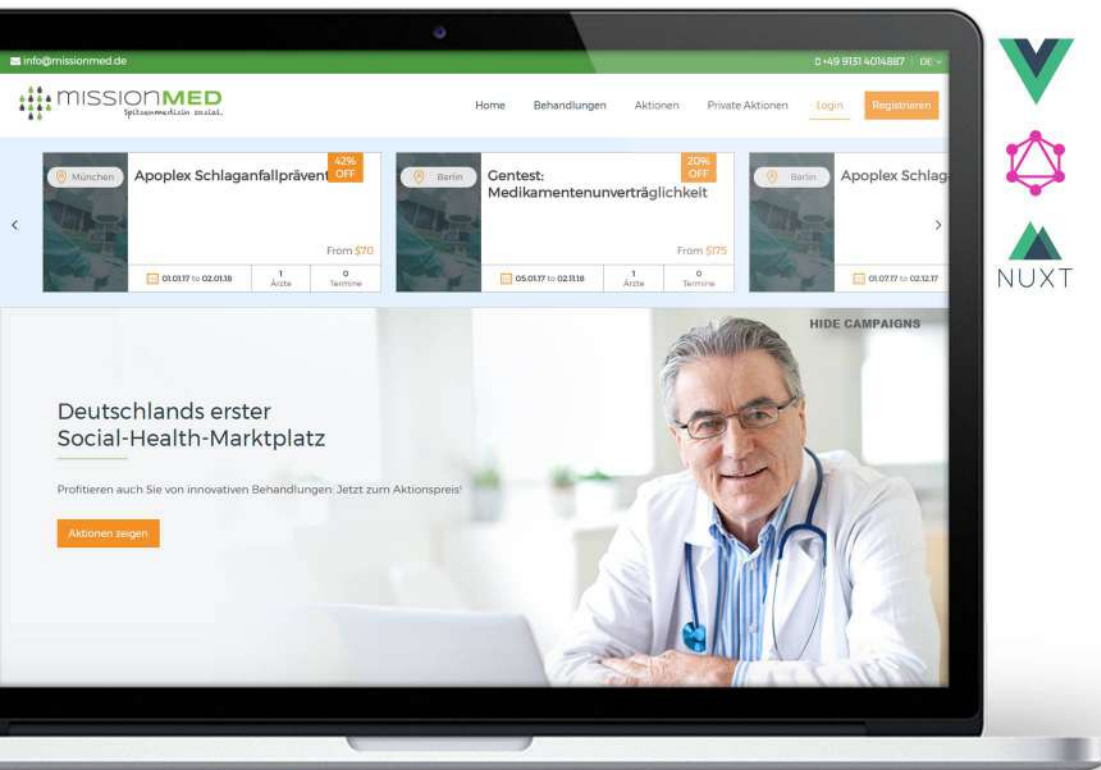 info@missionmed.de
+49 9131 4014887
DE
MISSIONMED
Spitzenmedizin sozial.
Home
Behandlungen
Aktionen
Private Aktionen
Login
Registrieren
München
Apoplex Schlaganfallprävent
42%
OFF
From $70
01.01.17 to 02.01.18
1
Ärzte
0
Termine
Berlin
Gentest:
Medikamentenunverträglichkeit
20%
OFF
From $175
05.01.17 to 02.11.18
1
Ärzte
0
Termine
Berlin
Apoplex Schlag
01.07.17 to 02.12.17
HIDE CAMPAIGNS
Deutschlands erster
Social-Health-Marktplatz
Profitieren auch Sie von innovativen Behandlungen: Jetzt zum Aktionspreis!
Aktionen zeigen
NUXT